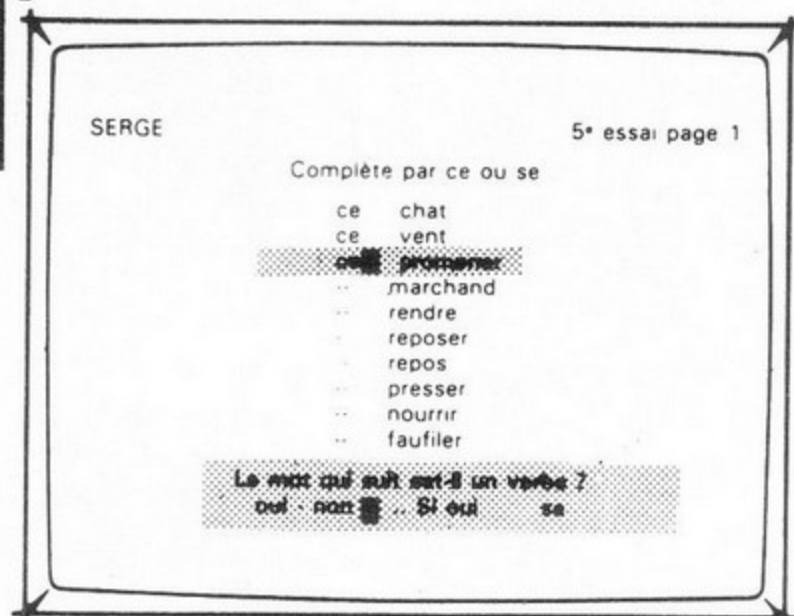 SERGE 5e essai page 1
Complète par ce ou se
ce chat
ce vent
ce promener
.. marchand
.. rendre
. reposer
.. repos
.. presser
.. nourrir
.. faufiler
Le mot qui suit est-il un verbe ?
oui - non .. Si oui se